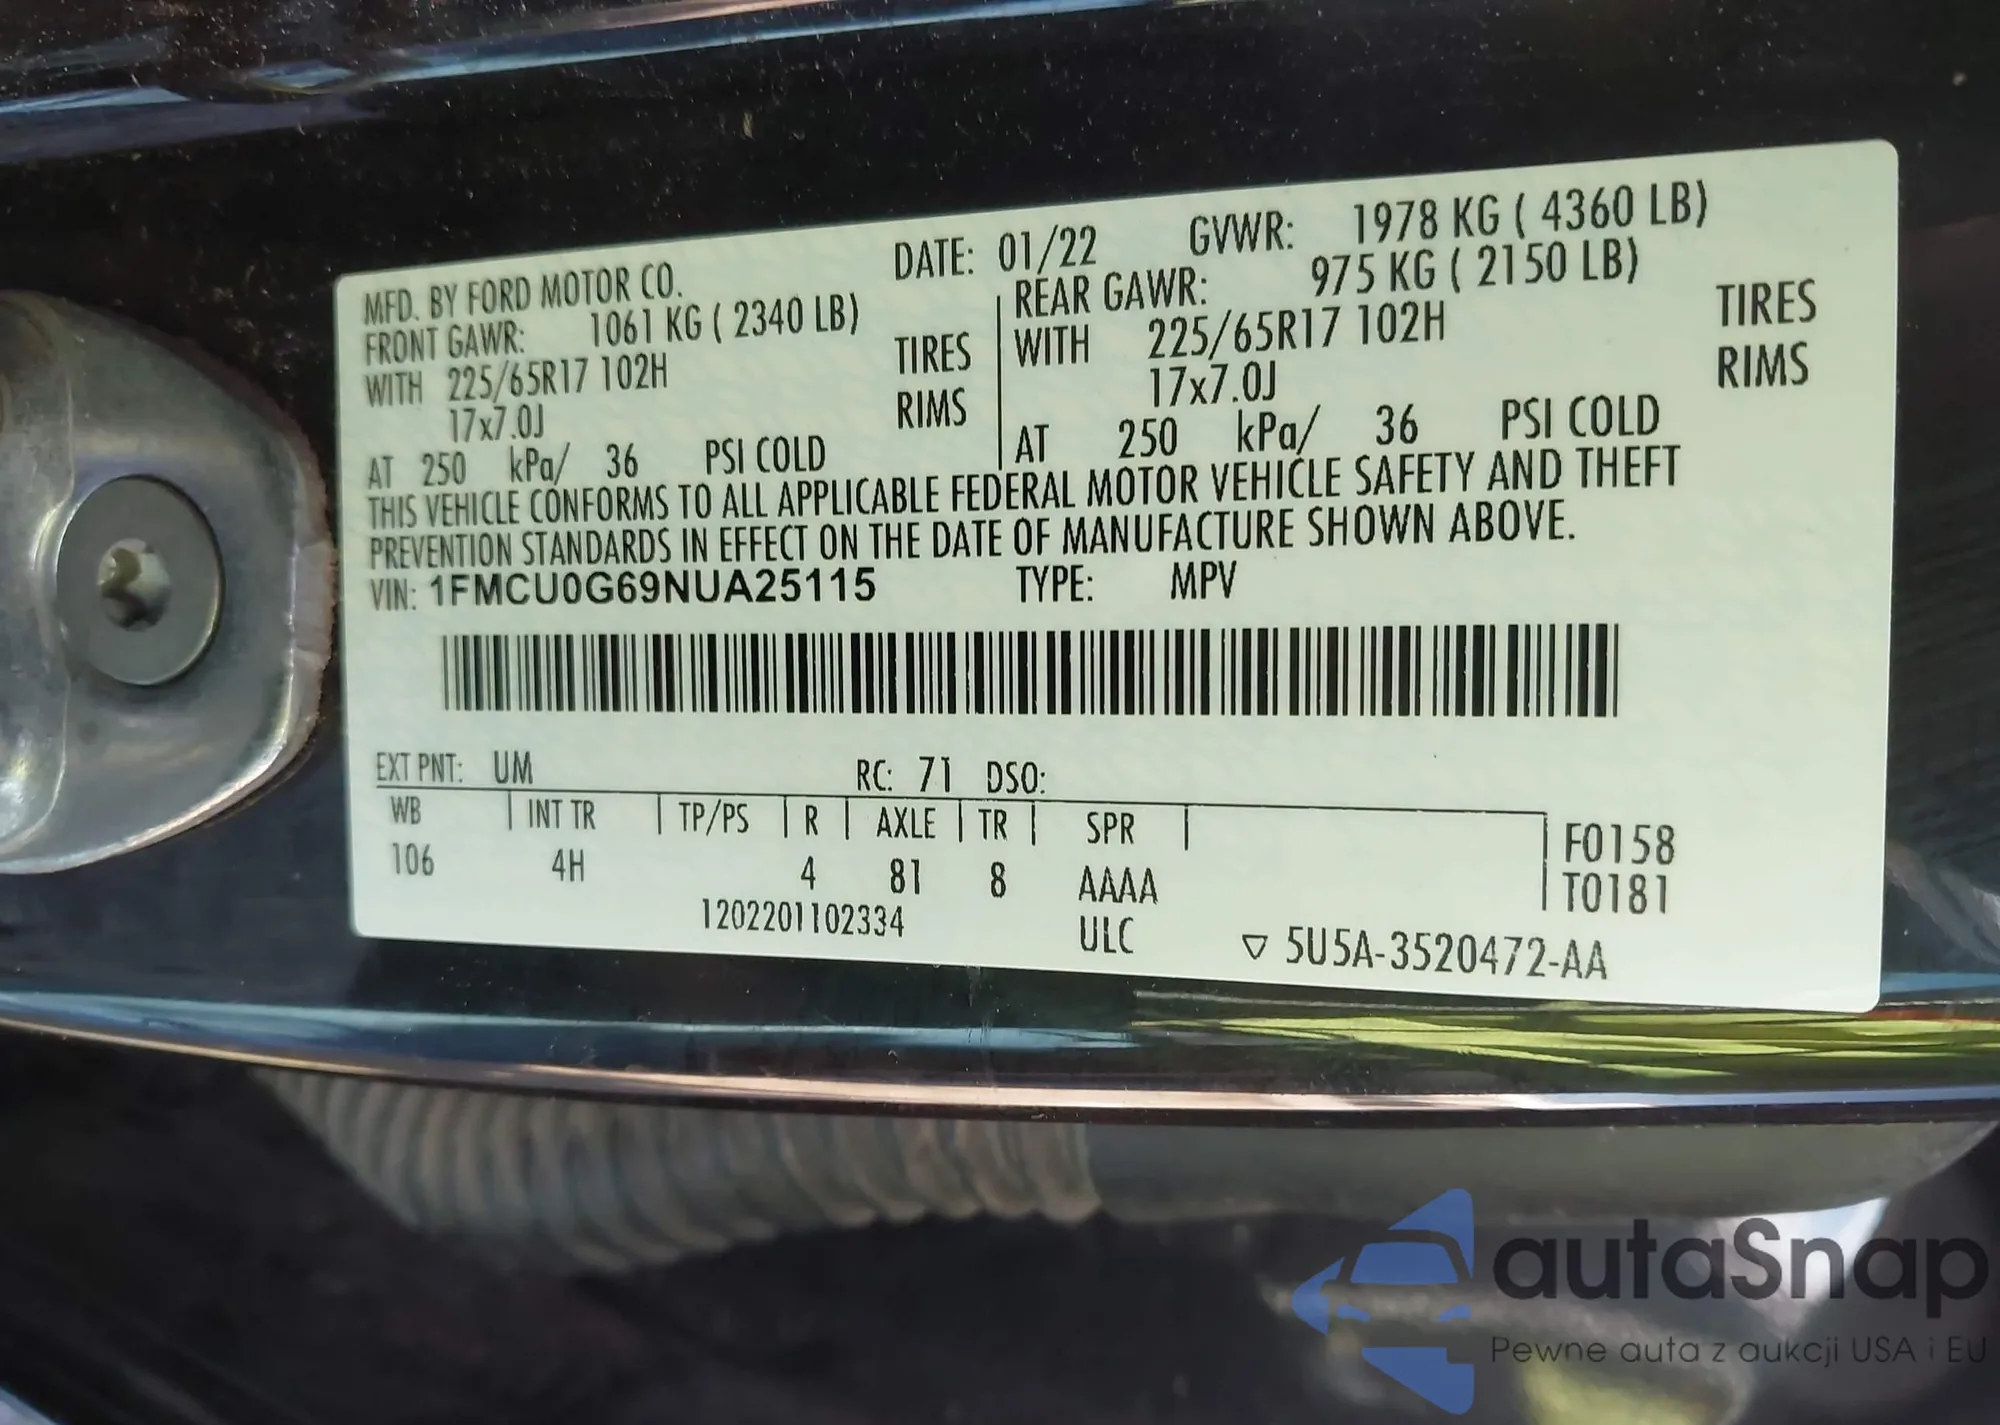 MFD. BY FORD MOTOR CO. DATE: 01/22 GVWR: 1978 KG ( 4360 LB)
FRONT GAWR: 1061 KG ( 2340 LB) REAR GAWR: 975 KG ( 2150 LB)
WITH 225/65R17 102H TIRES WITH 225/65R17 102H TIRES
17x7.0J RIMS 17x7.0J RIMS
AT 250 kPa/ 36 PSI COLD AT 250 kPa/ 36 PSI COLD
THIS VEHICLE CONFORMS TO ALL APPLICABLE FEDERAL MOTOR VEHICLE SAFETY AND THEFT
PREVENTION STANDARDS IN EFFECT ON THE DATE OF MANUFACTURE SHOWN ABOVE.
VIN: 1FMCU0G69NUA25115 TYPE: MPV
EXT PNT: UM RC: 71 DSO:
WB INT TR TP/PS R AXLE TR SPR F0158
106 4H 4 81 8 AAAA T0181
1202201102334 ULC ▽ 5U5A-3520472-AA
autaSnap
Pewne auta z aukcji USA i EU